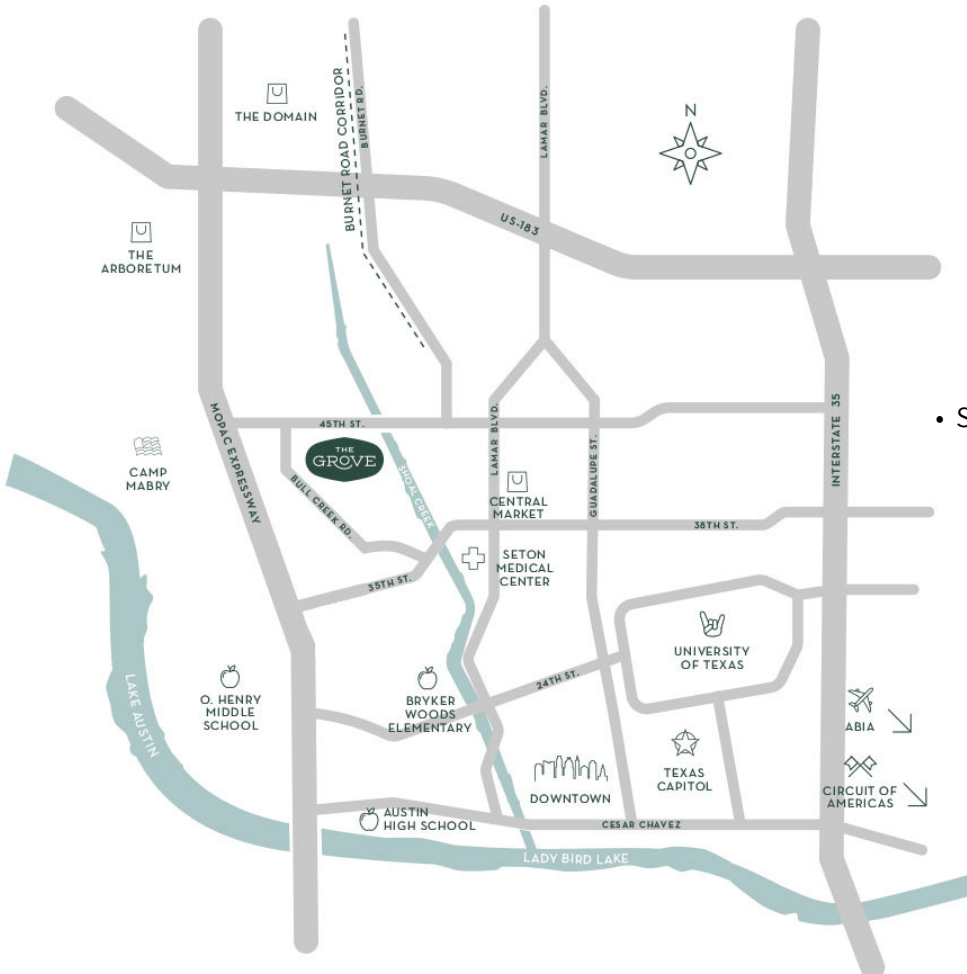 N
THE DOMAIN
BURNET ROAD CORRIDOR
BURNET RD.
LAMAR BLVD.
US-183
THE
ARBORETUM
MOPAC EXPRESSWAY
45TH ST.
THE
GROVE
BULL CREEK RD.
SHOAL CREEK
LAMAR BLVD.
GUADALUPE ST.
INTERSTATE 35
• S
CAMP
MABRY
CENTRAL
MARKET
38TH ST.
SETON
MEDICAL
CENTER
35TH ST.
UNIVERSITY
OF TEXAS
24TH ST.
O. HENRY
MIDDLE
SCHOOL
BRYKER
WOODS
ELEMENTARY
LAKE AUSTIN
ABIA
TEXAS
CAPITOL
DOWNTOWN
CIRCUIT OF
AMERICAS
AUSTIN
HIGH SCHOOL
CESAR CHAVEZ
LADY BIRD LAKE